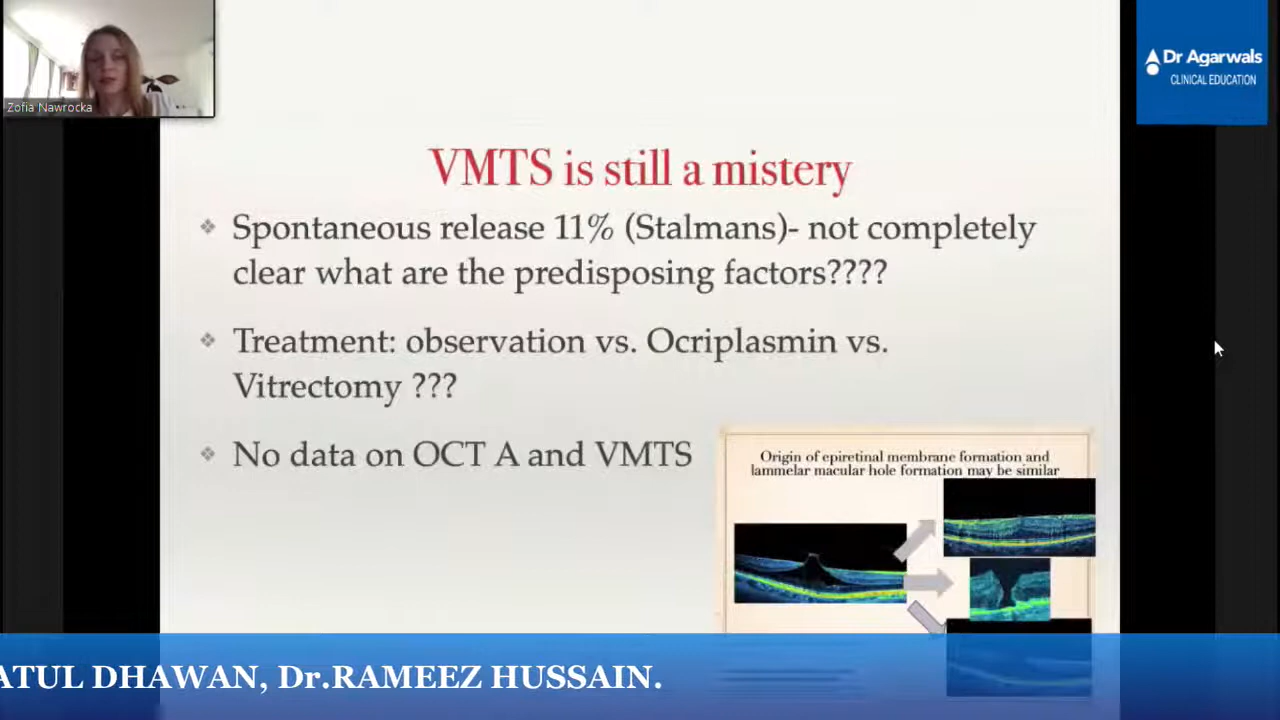 Zofia Nawrocka
Dr Agarwals
CLINICAL EDUCATION
VMTS is still a mistery
Spontaneous release 11% (Stalmans)- not completely
clear what are the predisposing factors????
Treatment: observation vs. Ocriplasmin vs.
Vitrectomy ???
No data on OCT A and VMTS
Origin of epiretinal membrane formation and
lammelar macular hole formation may be similar
ATUL DHAWAN, Dr.RAMEEZ HUSSAIN.